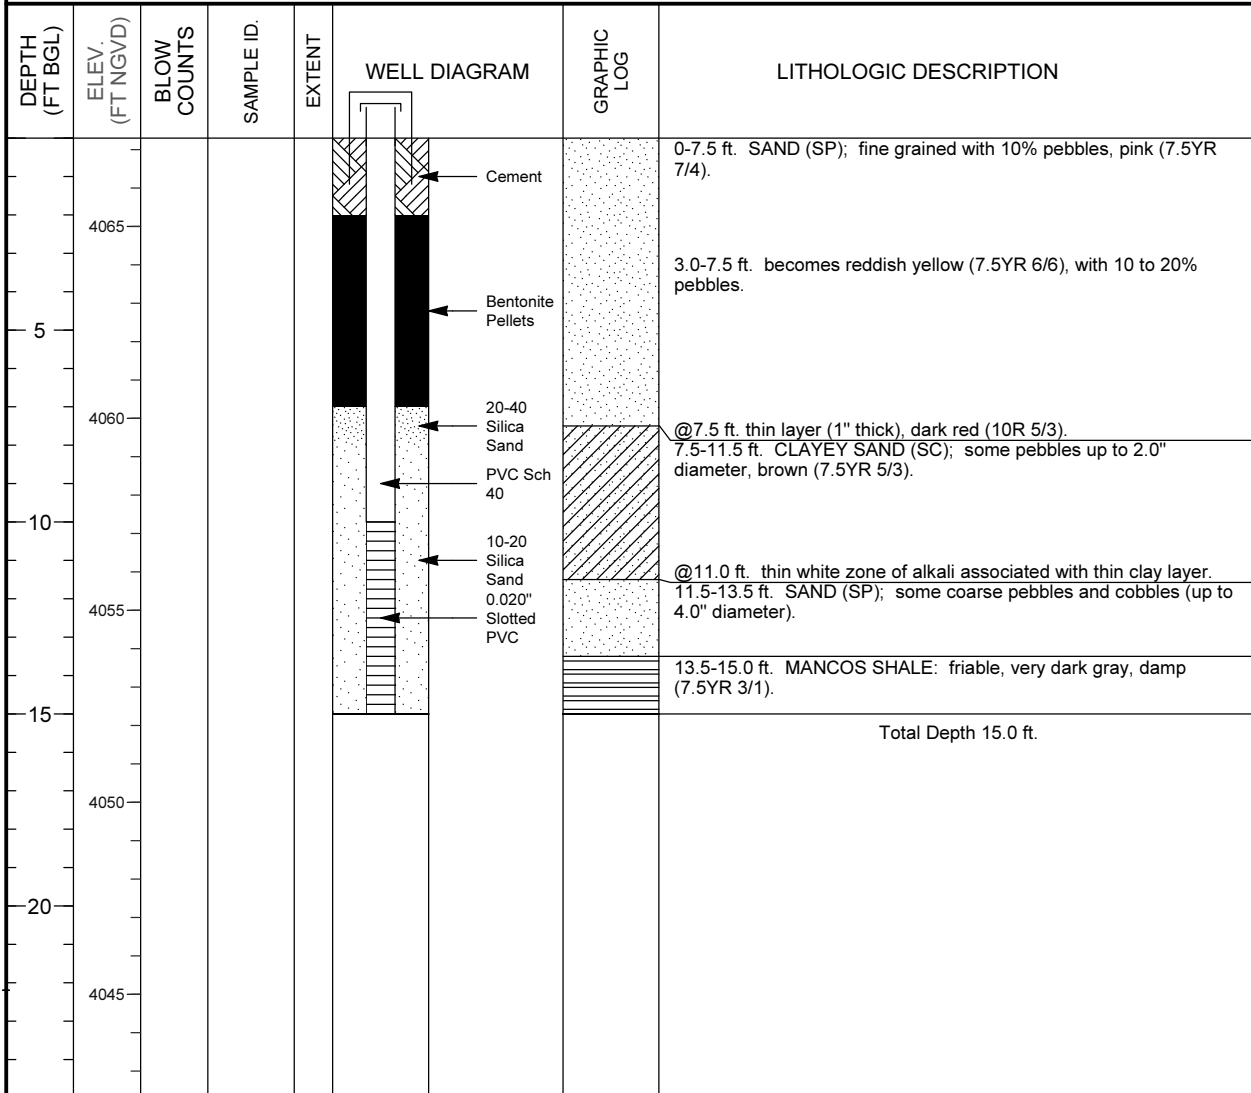 DEPTH
(FT BGL)
ELEV.
(FT NGVD)
BLOW
COUNTS
SAMPLE ID.
EXTENT
WELL DIAGRAM
GRAPHIC
LOG
LITHOLOGIC DESCRIPTION
0-7.5 ft. SAND (SP); fine grained with 10% pebbles, pink (7.5YR
7/4).
Cement
4065
3.0-7.5 ft. becomes reddish yellow (7.5YR 6/6), with 10 to 20%
pebbles.
Bentonite
Pellets
5
4060
20-40
Silica
Sand
@7.5 ft. thin layer (1" thick), dark red (10R 5/3).
7.5-11.5 ft. CLAYEY SAND (SC); some pebbles up to 2.0"
diameter, brown (7.5YR 5/3).
PVC Sch
40
10
10-20
Silica
Sand
0.020"
Slotted
PVC
@11.0 ft. thin white zone of alkali associated with thin clay layer.
11.5-13.5 ft. SAND (SP); some coarse pebbles and cobbles (up to
4.0" diameter).
4055
13.5-15.0 ft. MANCOS SHALE: friable, very dark gray, damp
(7.5YR 3/1).
15
Total Depth 15.0 ft.
4050
20
4045